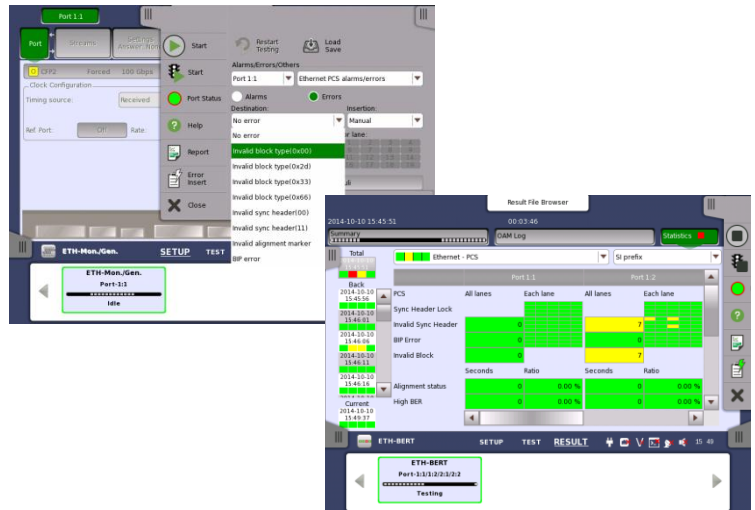 Port 1:1
Port
Streams
Settings
Start
Restart
Testing
Load
Save
Alarms/Errors/Others
Port 1:1
Ethernet PCS alarms/errors
Start
CFP2 Forced 100 Gbps
Clock Configuration
Timing source:
Received
Port Status
Alarms
Errors
Destination:
Insertion:
No error
Manual
Ref. Port:
Off
Rate:
Help
No error
r lane:
Invalid block type(0x00)
Report
Invalid block type(0x2d)
Invalid block type(0x33)
Error
Insert
Invalid block type(0x66)
Invalid sync header(00)
Close
Invalid sync header(11)
Invalid alignment marker
BIP error
ETH-Mon./Gen.
SETUP
TEST
ETH-Mon./Gen.
Port-1:1
Idle
Result File Browser
2014-10-10 15:45:51
00:03:46
Summary
OAM Log
Statistics
Total
Ethernet - PCS
SI prefix
Port 1:1
Port 1:2
Back
2014-10-10
15:45:56
PCS
All lanes
Each lane
All lanes
Each lane
2014-10-10
15:46:01
Sync Header Lock
Invalid Sync Header
0
7
2014-10-10
15:46:06
BIP Error
0
0
2014-10-10
15:46:11
Invalid Block
0
7
Seconds
Ratio
Seconds
Ratio
2014-10-10
15:46:16
Alignment status
0
0.00 %
0
0.00 %
High BER
0
0.00 %
0
0.00 %
Current
2014-10-10
15:49:37
ETH-BERT
SETUP
TEST
RESULT
15 49
ETH-BERT
Port-1:1/1:2/2:1/2:2
Testing